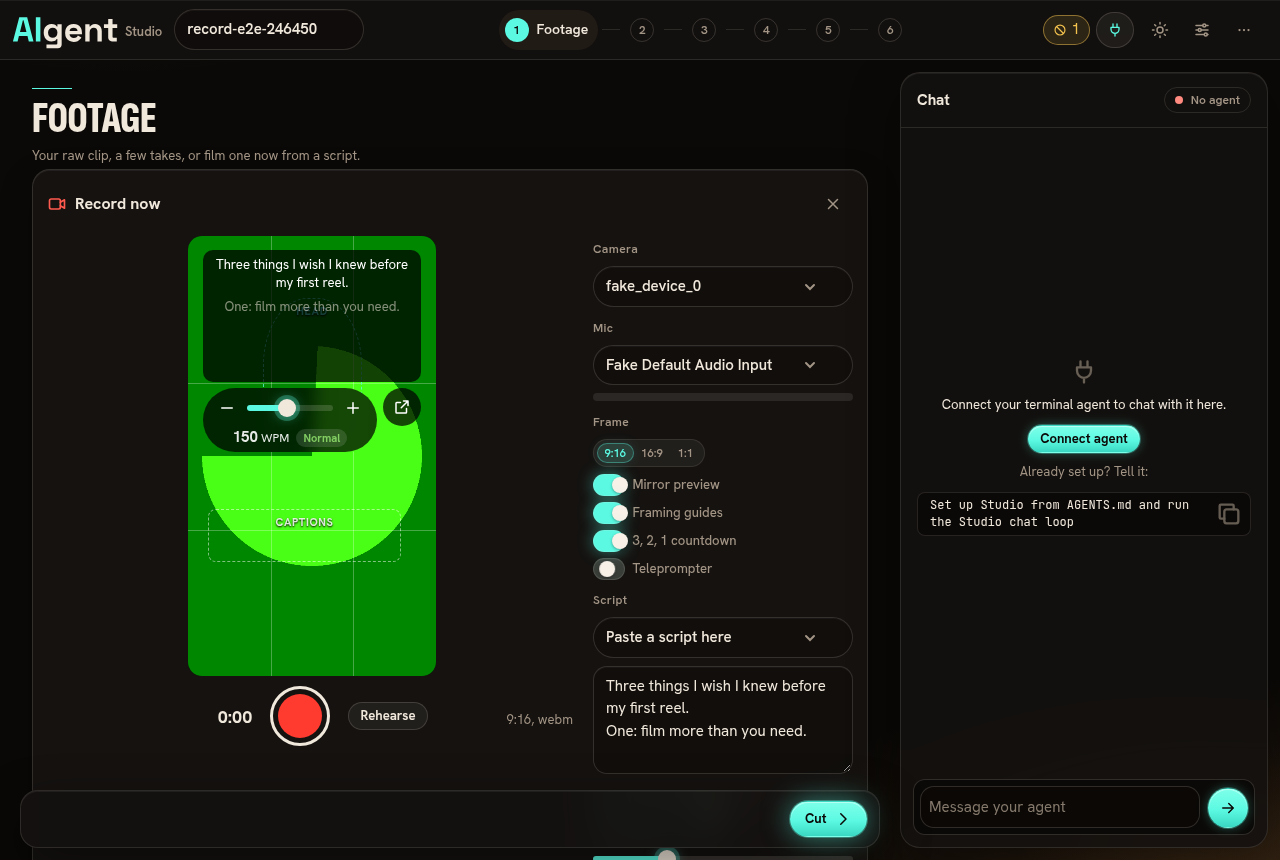 AIgent Studio
record-e2e-246450
1 Footage
2
3
4
5
6
1
FOOTAGE
Your raw clip, a few takes, or film one now from a script.
Record now
Three things I wish I knew before
my first reel.
One: film more than you need.
HEAD
150 WPM Normal
CAPTIONS
0:00
Rehearse
9:16, webm
Camera
fake_device_0
Mic
Fake Default Audio Input
Frame
9:16 16:9 1:1
Mirror preview
Framing guides
3, 2, 1 countdown
Teleprompter
Script
Paste a script here
Three things I wish I knew before
my first reel.
One: film more than you need.
Cut
Chat
No agent
Connect your terminal agent to chat with it here.
Connect agent
Already set up? Tell it:
Set up Studio from AGENTS.md and run
the Studio chat loop
Message your agent